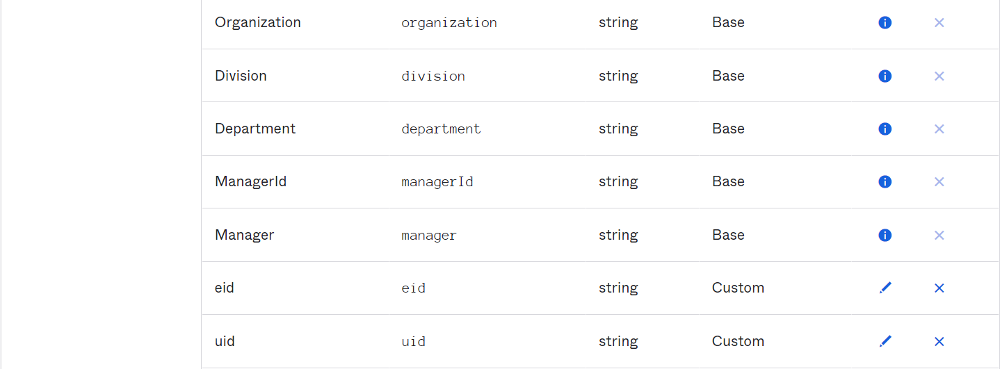 Organization organization string Base
Division division string Base
Department department string Base
ManagerId managerId string Base
Manager manager string Base
eid eid string Custom
uid uid string Custom